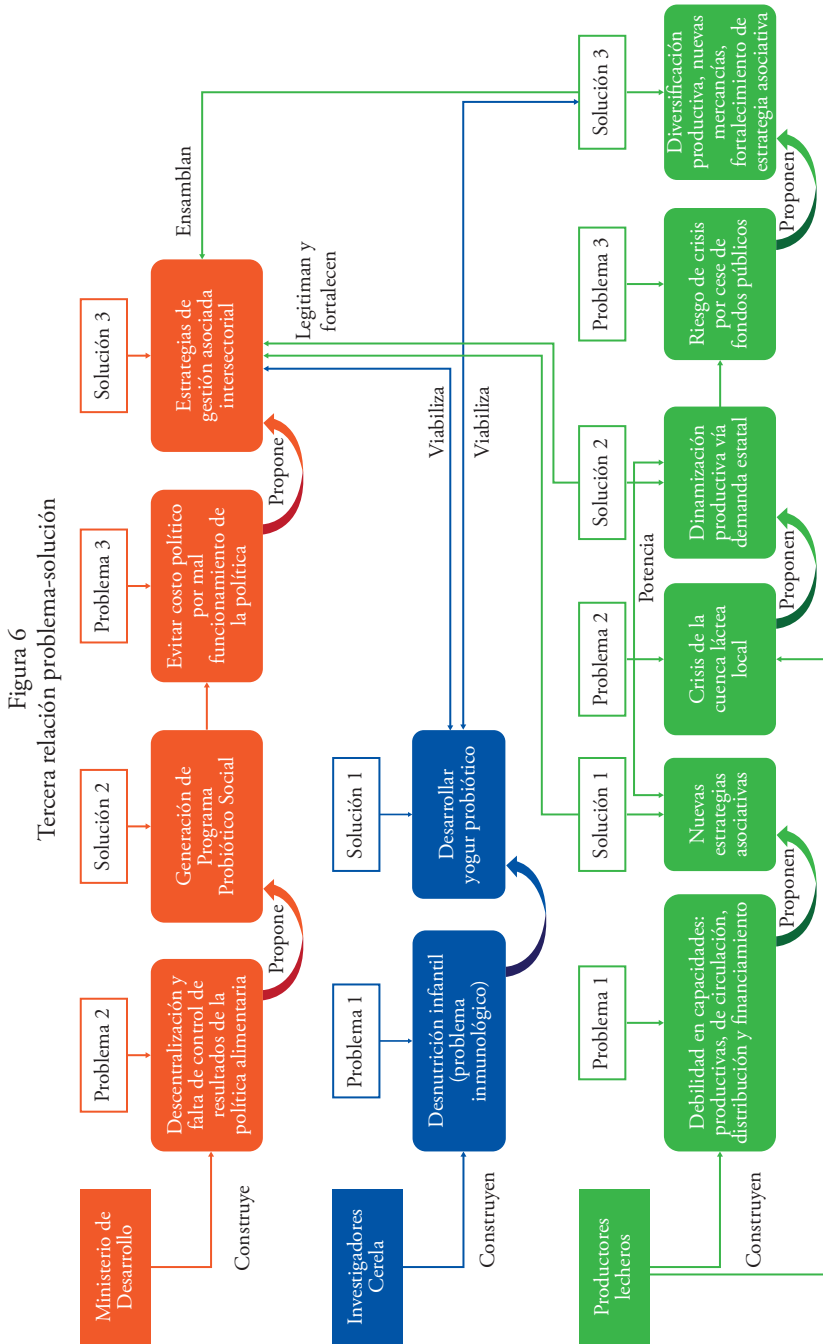 Figura 6
Tercera relación problema-solución
Ministerio de
Desarrollo
Construye
Problema 2
Descentralización y
falta de control de
resultados de la
política alimentaria
Propone
Solución 2
Generación de
Programa
Probiótico Social
Problema 3
Evitar costo político
por mal
funcionamiento de
la política
Propone
Solución 3
Estrategias de
gestión asociada
intersectorial
Ensamblan
Legitiman y
fortalecen
Investigadores
Cerela
Construyen
Problema 1
Desnutrición infantil
(problema
inmunológico)
Solución 1
Desarrollar
yogur probiótico
Viabiliza
Viabiliza
Productores
lecheros
Construyen
Problema 1
Debilidad en capacidades:
productivas, de circulación,
distribución y financiamiento
Proponen
Solución 1
Nuevas
estrategias
asociativas
Problema 2
Crisis de la
cuenca láctea
local
Potencia
Proponen
Solución 2
Dinamización
productiva vía
demanda estatal
Problema 3
Riesgo de crisis
por cese de
fondos públicos
Proponen
Solución 3
Diversificación
productiva, nuevas
mercancías,
fortalecimiento de
estrategia asociativa